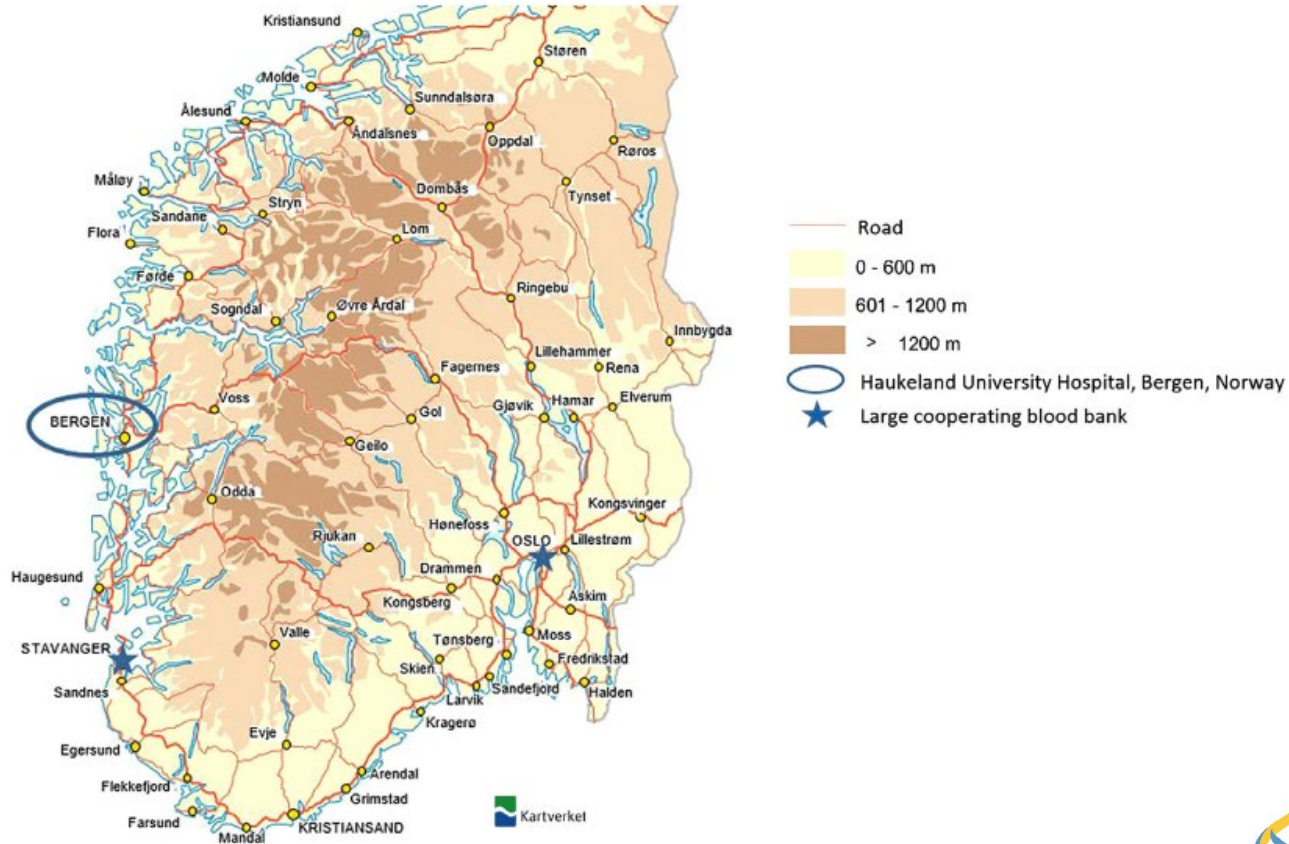 Kristiansund
Støren
Molde
Sunndalsøra
Ålesund
Åndalsnes
Oppdal
Røros
Måløy
Tynset
Dombås
Stryn
Sandane
Flora
Lom
Førde
Ringebu
Sogndal
Øvre Årdal
Innbygda
Lillehammer
Rena
Fagernes
Voss
Gol
Gjøvik
Hamar
Elverum
BERGEN
Geilo
Odda
Kongsvinger
Hønefoss
Rjukan
OSLO
Lillestrøm
Drammen
Haugesund
Kongsberg
Askim
Valle
Tønsberg
Moss
STAVANGER
Skien
Fredrikstad
Sandnes
Larvik
Sandefjord
Halden
Kragerø
Evje
Egersund
Arendal
Flekkefjord
Grimstad
Farsund
KRISTIANSAND
Mandal
Kartverket
Road
0 - 600 m
601 - 1200 m
> 1200 m
Haukeland University Hospital, Bergen, Norway
Large cooperating blood bank